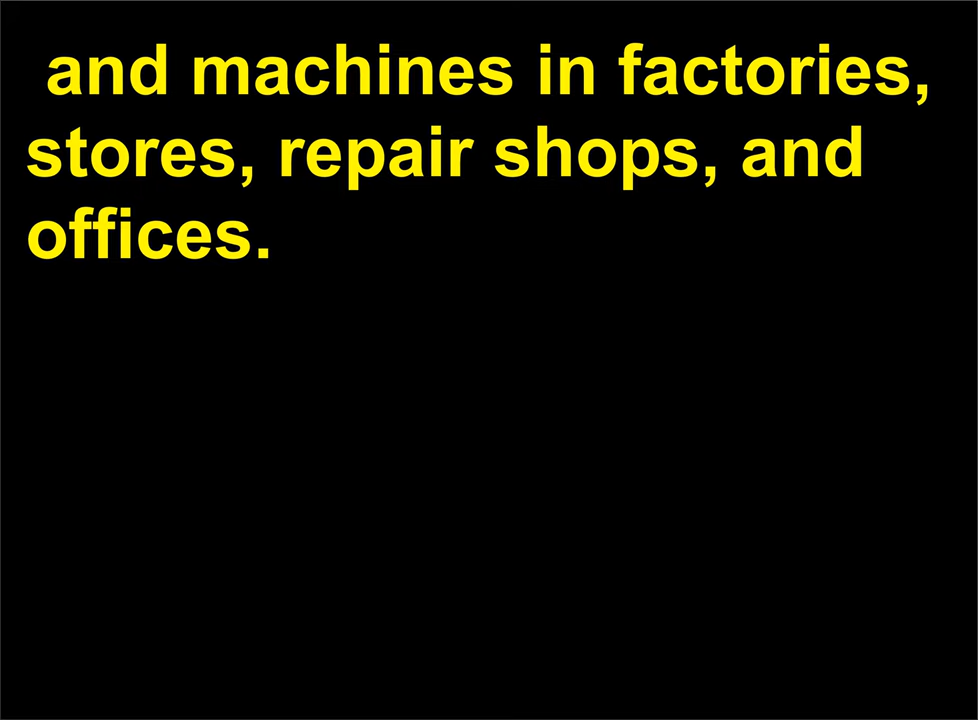 and machines in factories,
stores, repair shops, and
offices.